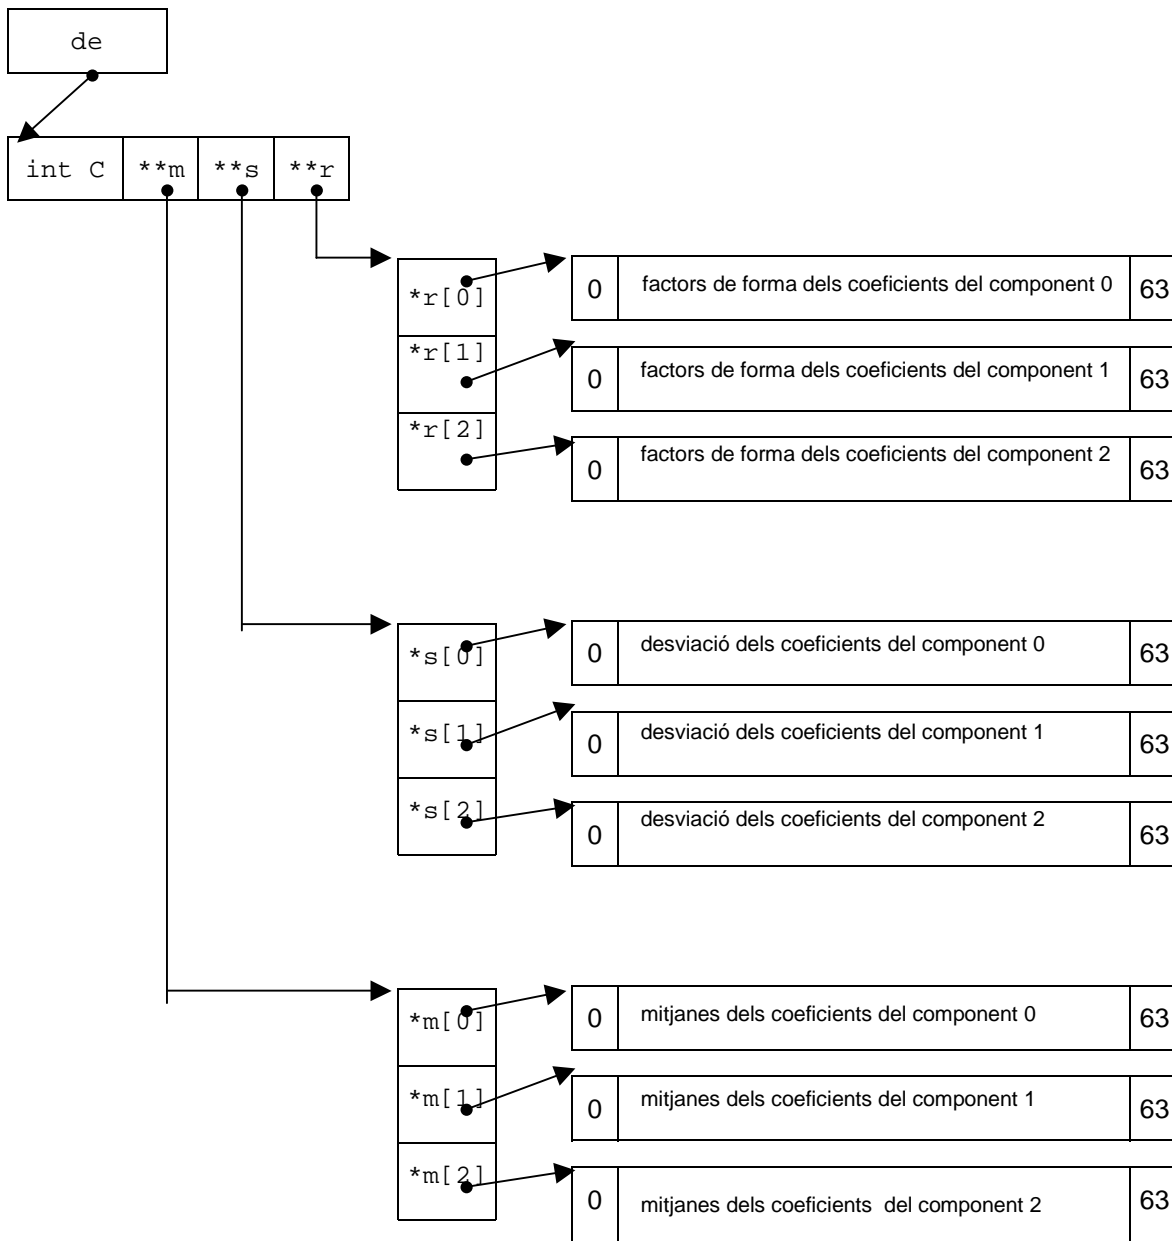 de
int C **m **s **r
*r[0]
0 factors de forma dels coeficients del component 0 63
*r[1]
0 factors de forma dels coeficients del component 1 63
*r[2]
0 factors de forma dels coeficients del component 2 63
*s[0]
0 desviació dels coeficients del component 0 63
*s[1]
0 desviació dels coeficients del component 1 63
*s[2]
0 desviació dels coeficients del component 2 63
*m[0]
0 mitjanes dels coeficients del component 0 63
*m[1]
0 mitjanes dels coeficients del component 1 63
*m[2]
0 mitjanes dels coeficients del component 2 63